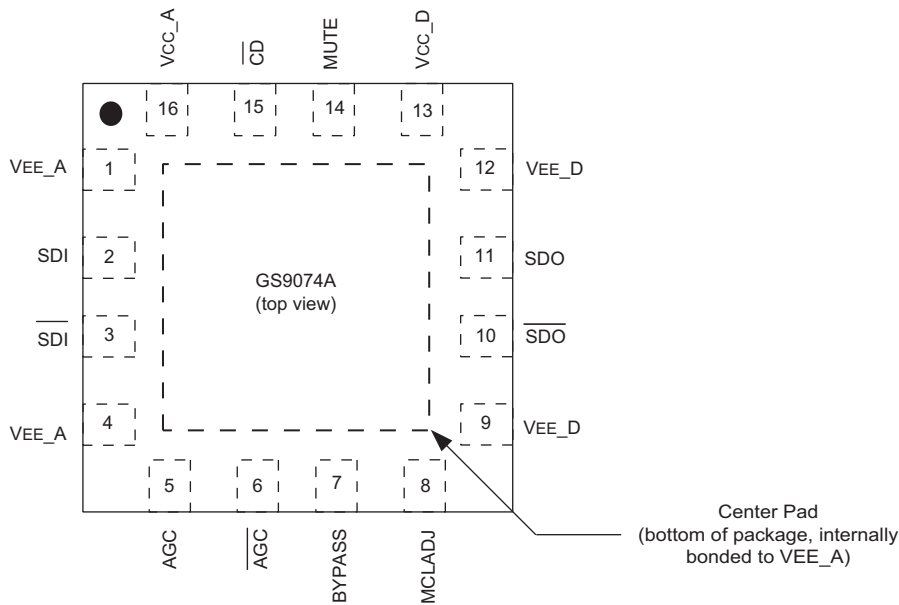 VCC_A
CD
MUTE
VCC_D
16
15
14
13
VEE_A
1
12
VEE_D
SDI
2
11
SDO
GS9074A
(top view)
SDI
3
10
SDO
VEE_A
4
9
VEE_D
5
6
7
8
AGC
AGC
BYPASS
MCLADJ
Center Pad
(bottom of package, internally
bonded to VEE_A)